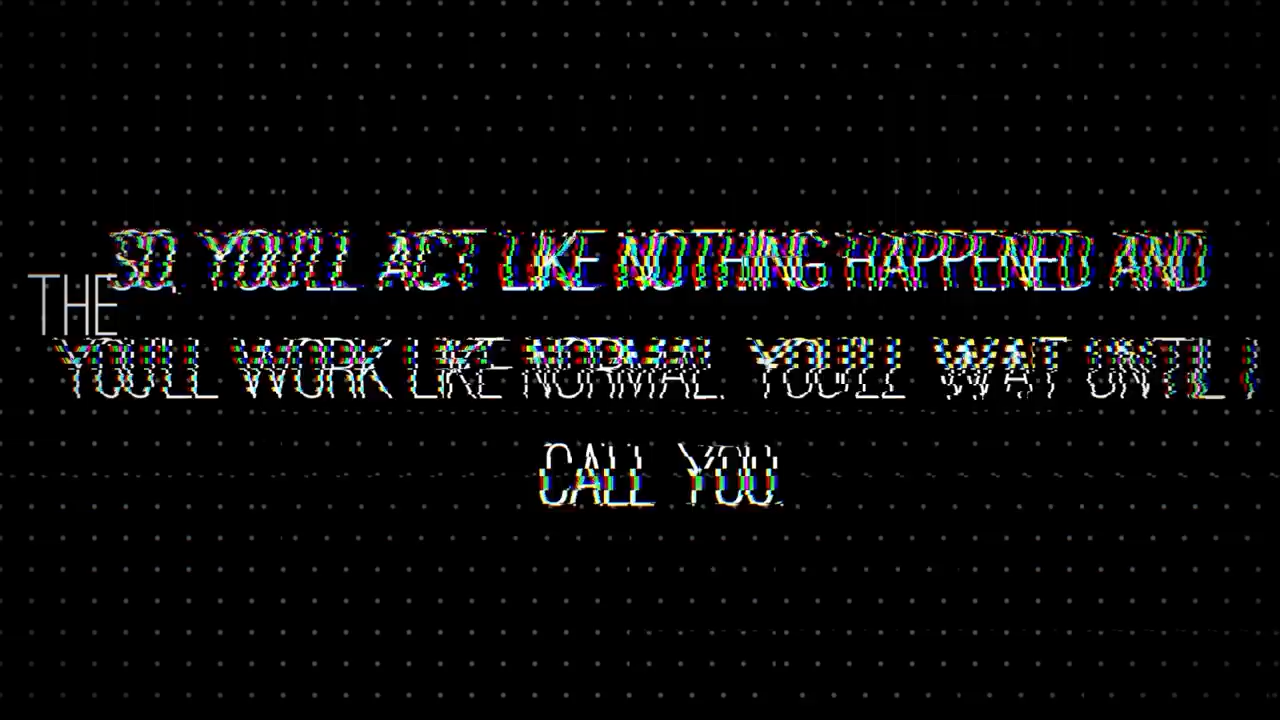 SO, YOU'LL ACT LIKE NOTHING HAPPENED AND
THE
YOU'LL WORK LIKE NORMAL. YOU'LL WAIT UNTIL I
CALL YOU.